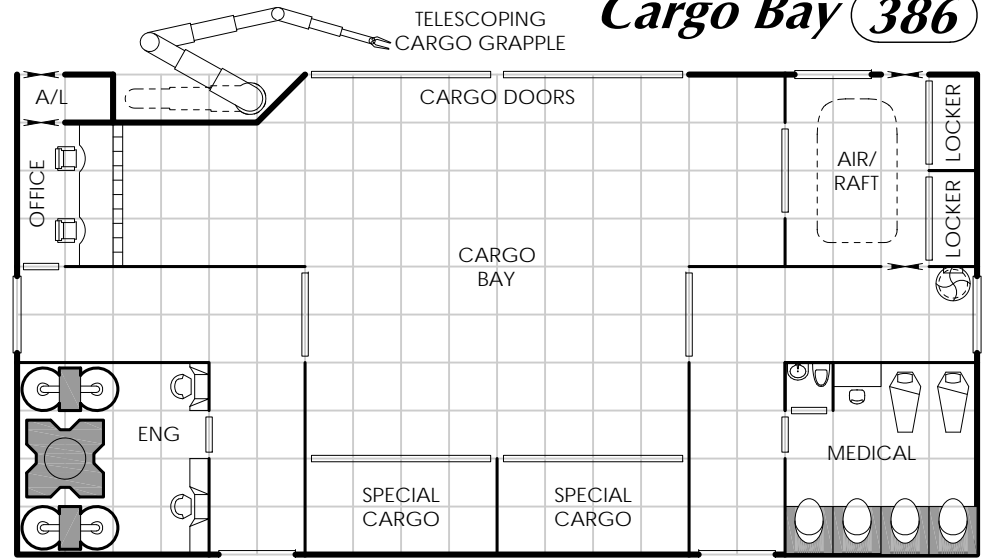 Cargo Bay 386
TELESCOPING
CARGO GRAPPLE
A/L
CARGO DOORS
LOCKER
OFFICE
AIR/
RAFT
LOCKER
CARGO
BAY
ENG
MEDICAL
SPECIAL
CARGO
SPECIAL
CARGO